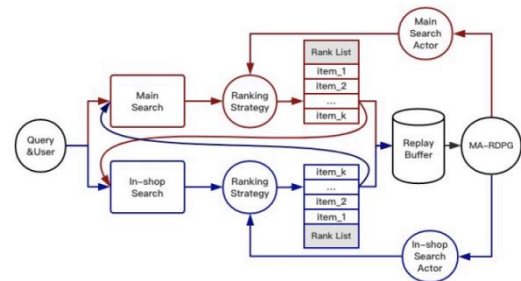 Main
Search
Actor
Rank List
item_1
item_2
...
item_k
Main
Search
Ranking
Strategy
Query
&User
Replay
Buffer
MA-RDPG
In-shop
Search
Ranking
Strategy
item_k
...
item_2
item_1
Rank List
In-shop
Search
Actor